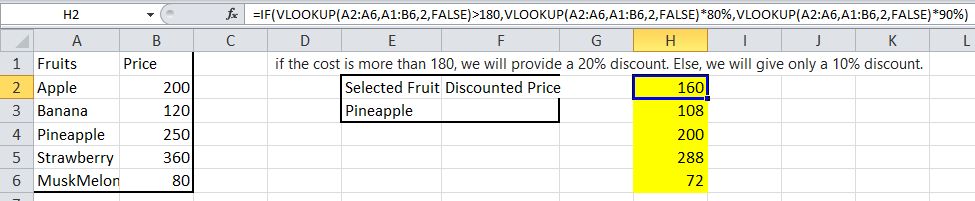 H2 fx =IF(VLOOKUP(A2:A6,A1:B6,2,FALSE)>180,VLOOKUP(A2:A6,A1:B6,2,FALSE)*80%,VLOOKUP(A2:A6,A1:B6,2,FALSE)*90%)
A B C D E F G H I J K L
1 Fruits Price if the cost is more than 180, we will provide a 20% discount. Else, we will give only a 10% discount.
2 Apple 200 Selected Fruit Discounted Price 160
3 Banana 120 Pineapple 108
4 Pineapple 250 200
5 Strawberry 360 288
6 MuskMelon 80 72